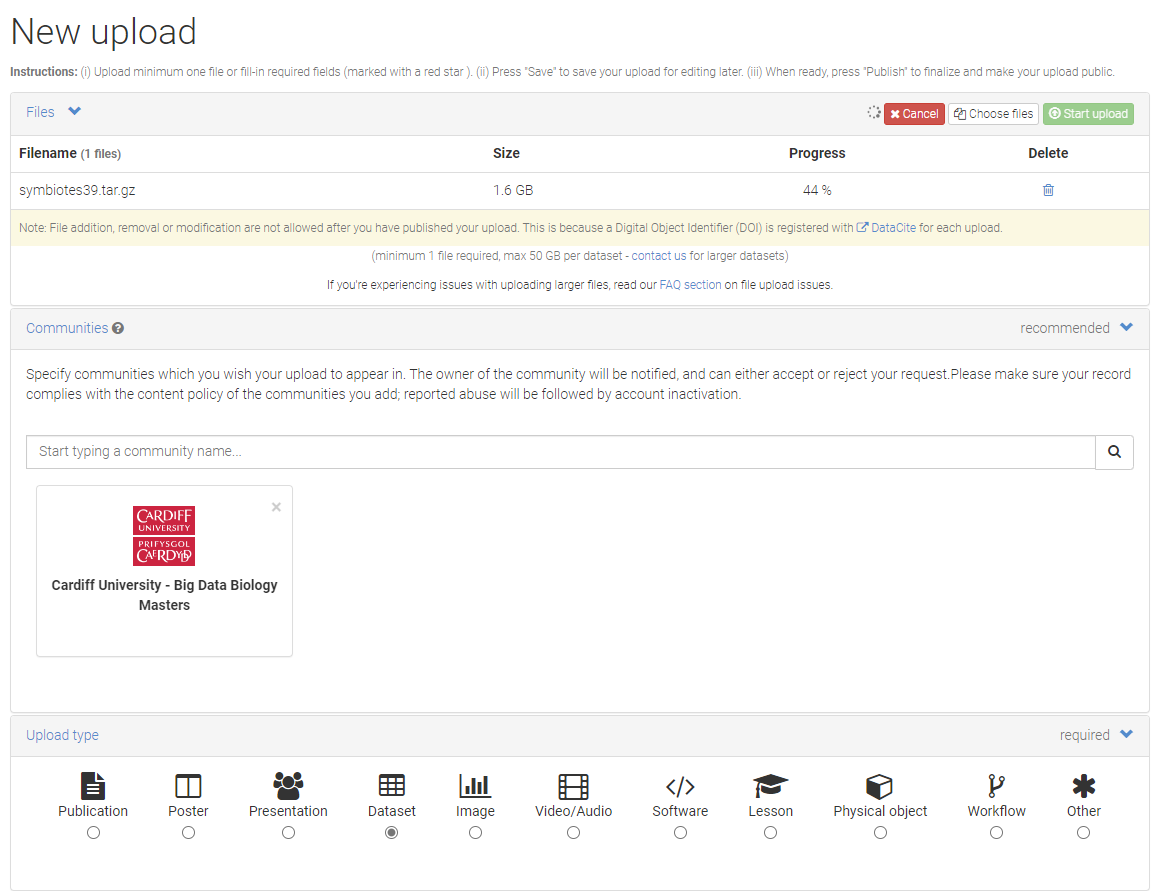 New upload
Instructions: (i) Upload minimum one file or fill-in required fields (marked with a red star ). (ii) Press "Save" to save your upload for editing later. (iii) When ready, press "Publish" to finalize and make your upload public.
Files
Cancel Choose files Start upload
Filename (1 files) Size Progress Delete
symbiotes39.tar.gz 1.6 GB 44 %
Note: File addition, removal or modification are not allowed after you have published your upload. This is because a Digital Object Identifier (DOI) is registered with DataCite for each upload.
(minimum 1 file required, max 50 GB per dataset - contact us for larger datasets)
If you're experiencing issues with uploading larger files, read our FAQ section on file upload issues.
Communities recommended
Specify communities which you wish your upload to appear in. The owner of the community will be notified, and can either accept or reject your request.Please make sure your record
complies with the content policy of the communities you add; reported abuse will be followed by account inactivation.
Start typing a community name...
CARDIFF
UNIVERSITY
PRIFYSGOL
CAERDYDD
Cardiff University - Big Data Biology
Masters
Upload type required
Publication Poster Presentation Dataset Image Video/Audio Software Lesson Physical object Workflow Other